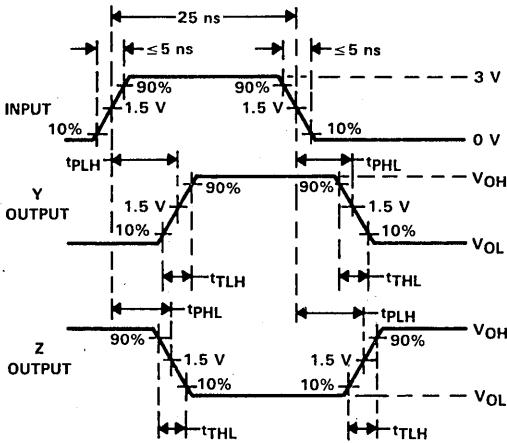 25 ns
≤5 ns
≤5 ns
90%
90%
3 V
INPUT
1.5 V
1.5 V
10%
10%
0 V
tPLH
tPHL
90%
90%
VOH
Y
OUTPUT
1.5 V
1.5 V
10%
10%
VOL
tTLH
tTHL
tPHL
tPLH
VOH
90%
90%
Z
OUTPUT
1.5 V
1.5 V
10%
10%
VOL
tTHL
tTLH